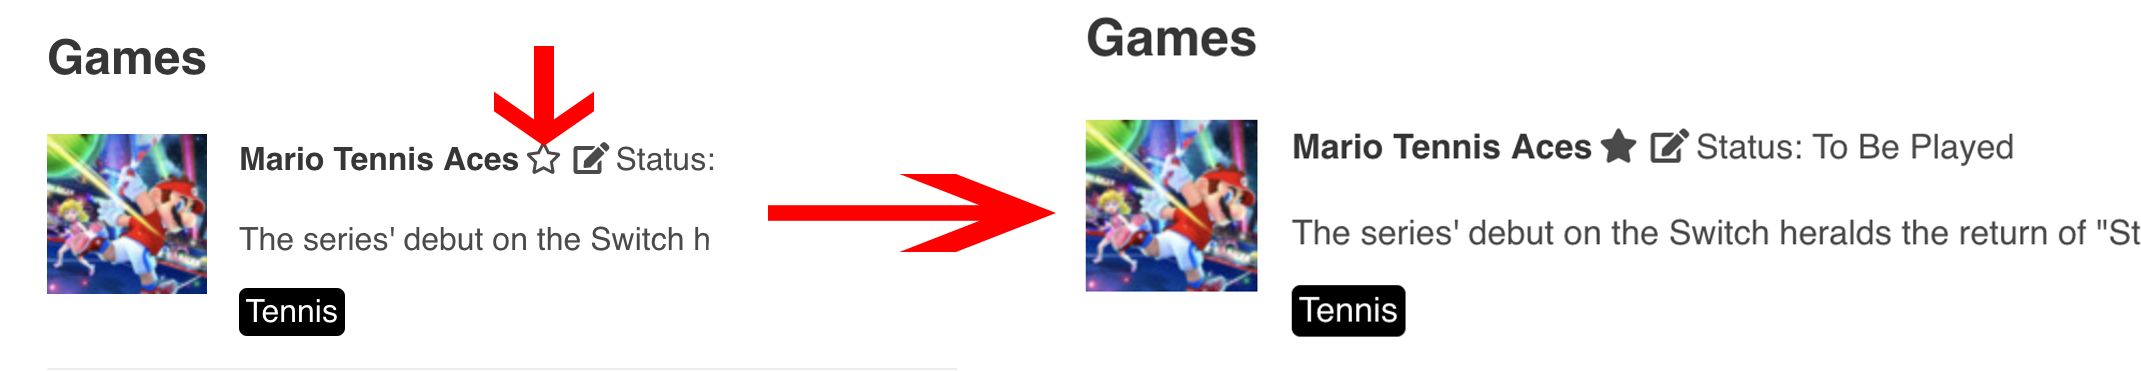 Games
Mario Tennis Aces Status:
The series' debut on the Switch h
Tennis
Games
Mario Tennis Aces Status: To Be Played
The series' debut on the Switch heralds the return of "St
Tennis